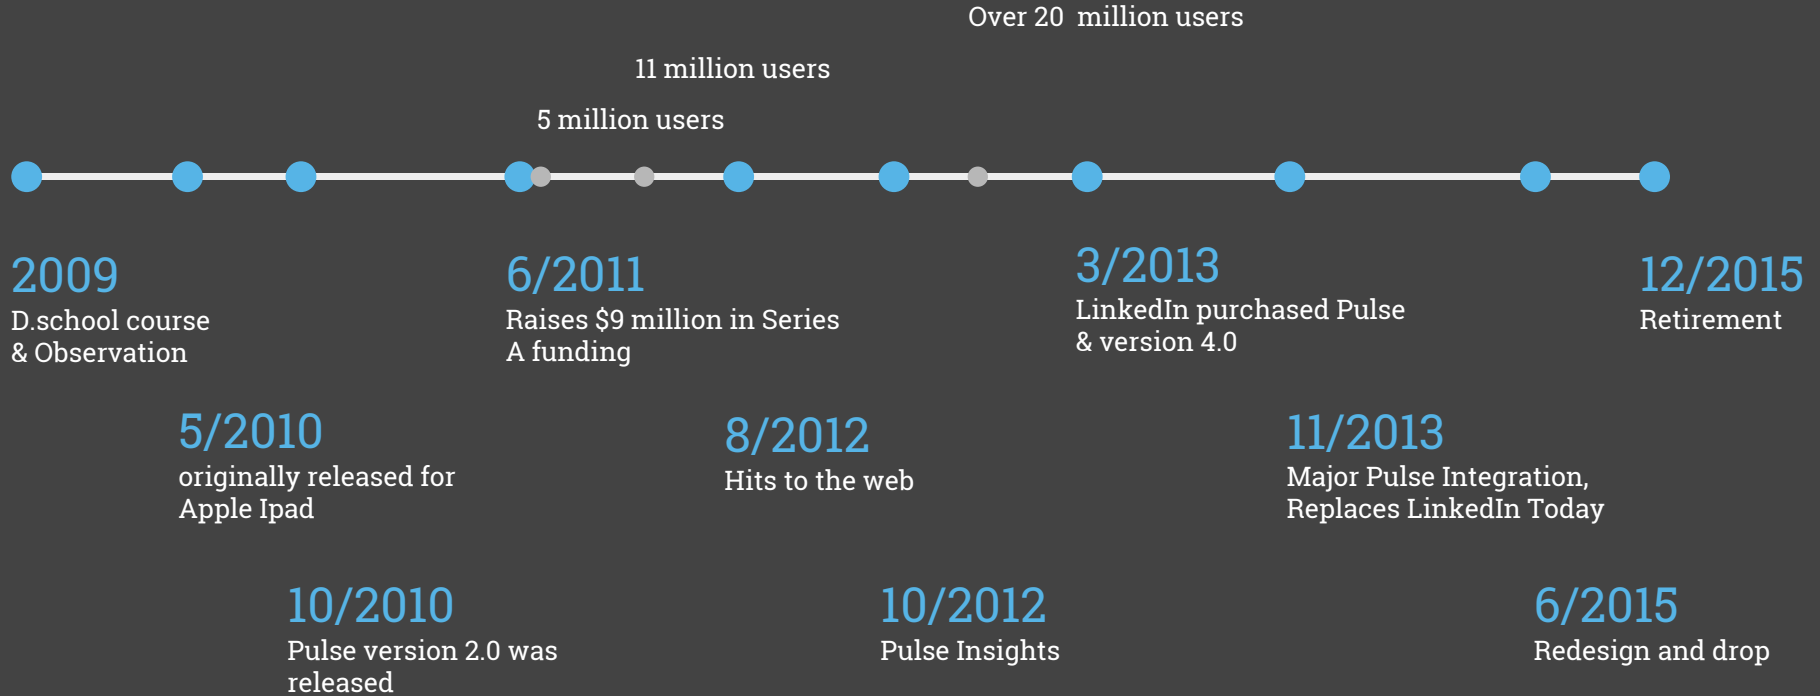 Over 20 million users
11 million users
5 million users
2009
D.school course
& Observation
6/2011
Raises $9 million in Series
A funding
3/2013
LinkedIn purchased Pulse
& version 4.0
12/2015
Retirement
5/2010
originally released for
Apple Ipad
8/2012
Hits to the web
11/2013
Major Pulse Integration,
Replaces LinkedIn Today
10/2010
Pulse version 2.0 was
released
10/2012
Pulse Insights
6/2015
Redesign and drop